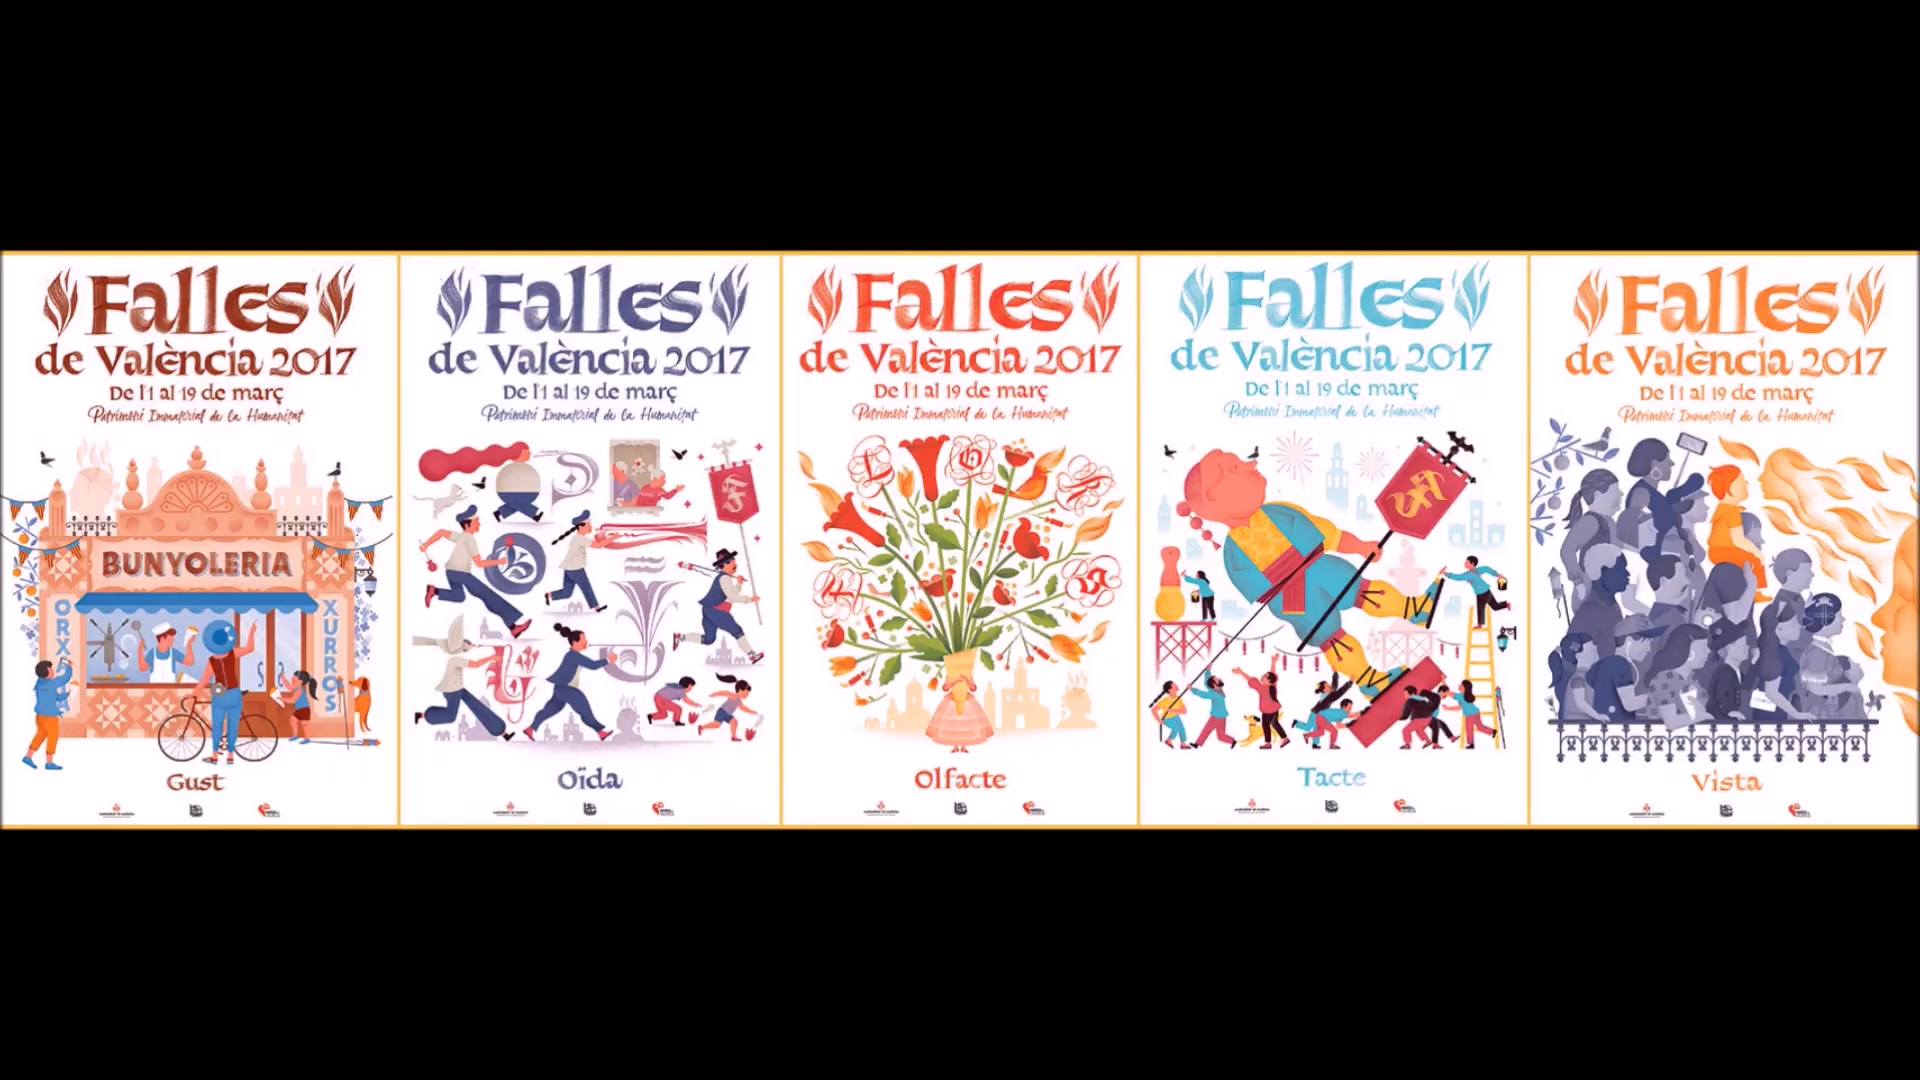 Falles
de València 2017
De l'1 al 19 de març
Patrimoni Immaterial de la Humanitat
BUNYOLERIA
ORXATA
XURROS
Gust
Falles
de València 2017
De l'1 al 19 de març
Patrimoni Immaterial de la Humanitat
F
Oïda
Falles
de València 2017
De l'1 al 19 de març
Patrimoni Immaterial de la Humanitat
Olfacte
Falles
de València 2017
De l'1 al 19 de març
Patrimoni Immaterial de la Humanitat
Tacte
Falles
de València 2017
De l'1 al 19 de març
Patrimoni Immaterial de la Humanitat
Vista